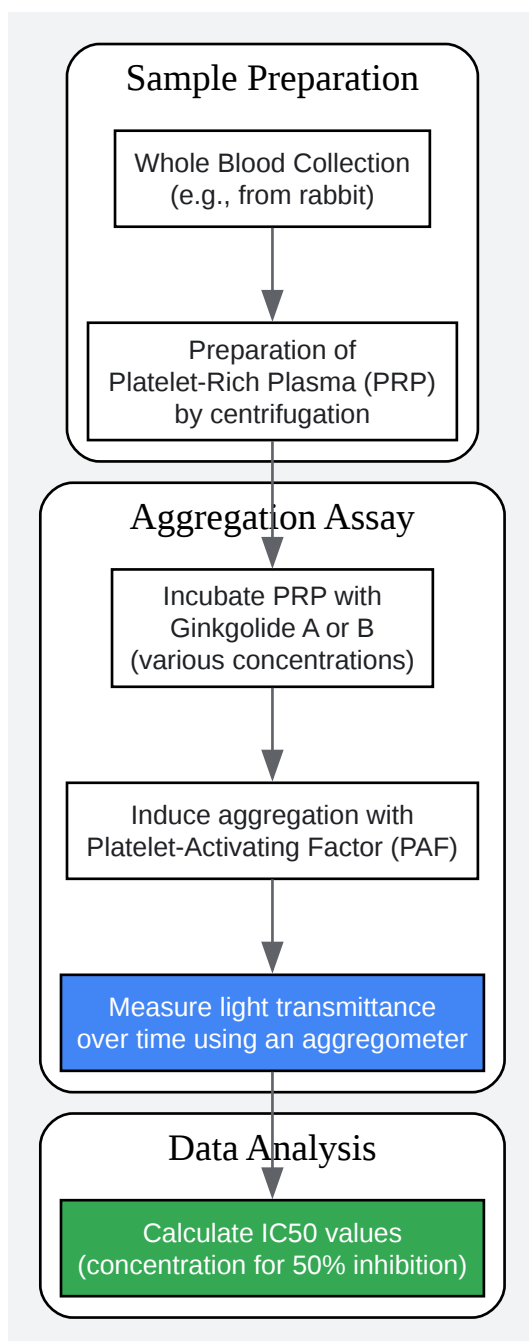 Sample Preparation
Whole Blood Collection
(e.g., from rabbit)
Preparation of
Platelet-Rich Plasma (PRP)
by centrifugation
Aggregation Assay
Incubate PRP with
Ginkgolide A or B
(various concentrations)
Induce aggregation with
Platelet-Activating Factor (PAF)
Measure light transmittance
over time using an aggregometer
Data Analysis
Calculate IC50 values
(concentration for 50% inhibition)